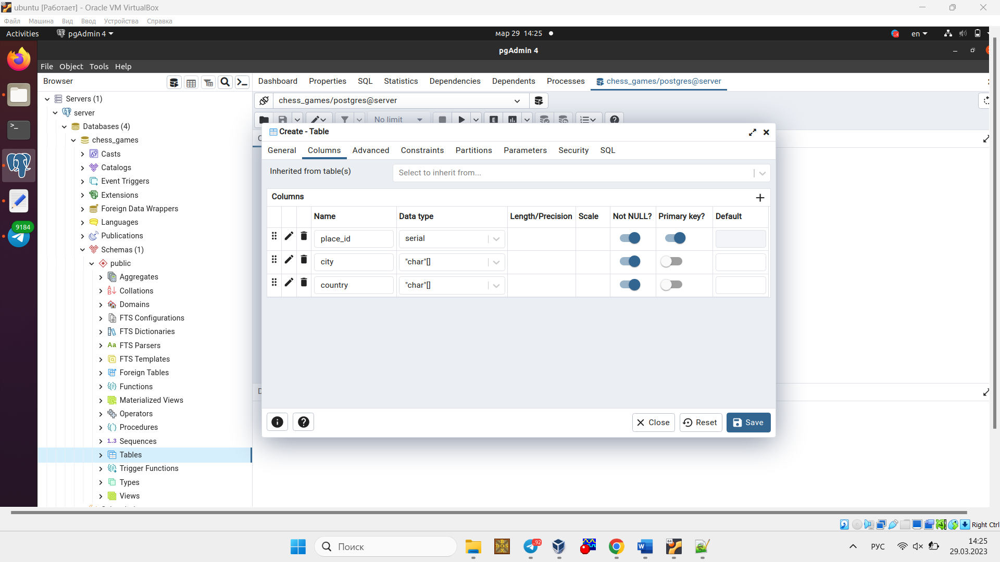 ubuntu [Работает] - Oracle VM VirtualBox
Файл Машина Вид Ввод Устройства Справка
Activities pgAdmin 4 мар 29 14:25 en
pgAdmin 4
File Object Tools Help
Browser
Dashboard Properties SQL Statistics Dependencies Dependents Processes chess_games/postgres@server
Servers (1)
chess_games/postgres@server
server
No limit
Databases (4)
chess_games
Casts
Catalogs
Event Triggers
Extensions
Foreign Data Wrappers
Languages
Publications
Schemas (1)
public
Aggregates
Collations
Domains
FTS Configurations
FTS Dictionaries
Aa FTS Parsers
FTS Templates
Foreign Tables
Functions
Materialized Views
Operators
Procedures
1..3 Sequences
Tables
Trigger Functions
Types
Views
9184
Create - Table
General Columns Advanced Constraints Partitions Parameters Security SQL
Inherited from table(s) Select to inherit from...
Columns
Name Data type Length/Precision Scale Not NULL? Primary key? Default
place_id serial
city "char"[]
country "char"[]
Close Reset Save
Right Ctrl
Поиск
..92
64
РУС
14:25
29.03.2023